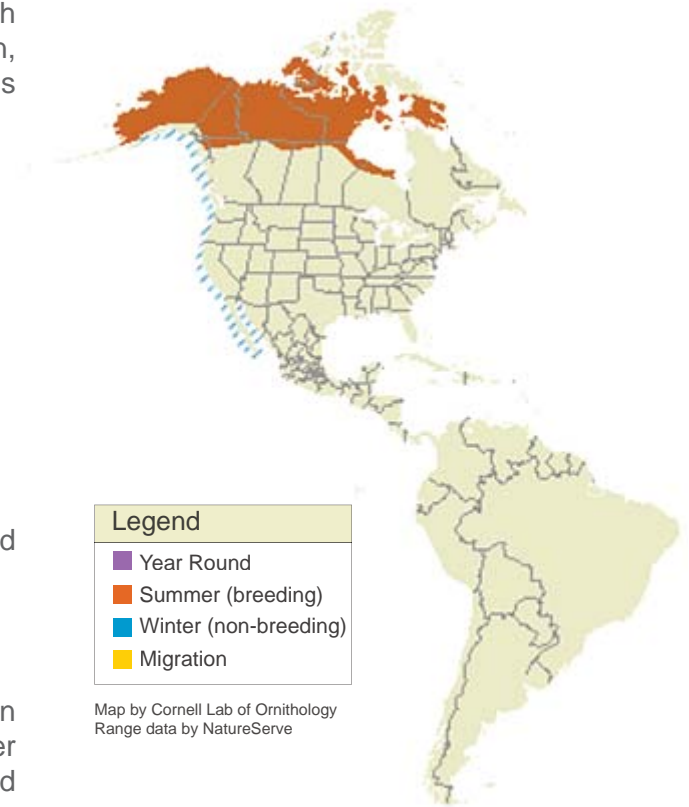 h
n,
s
d
Legend
Year Round
Summer (breeding)
Winter (non-breeding)
Migration
Map by Cornell Lab of Ornithology
Range data by NatureServe
n
er
d